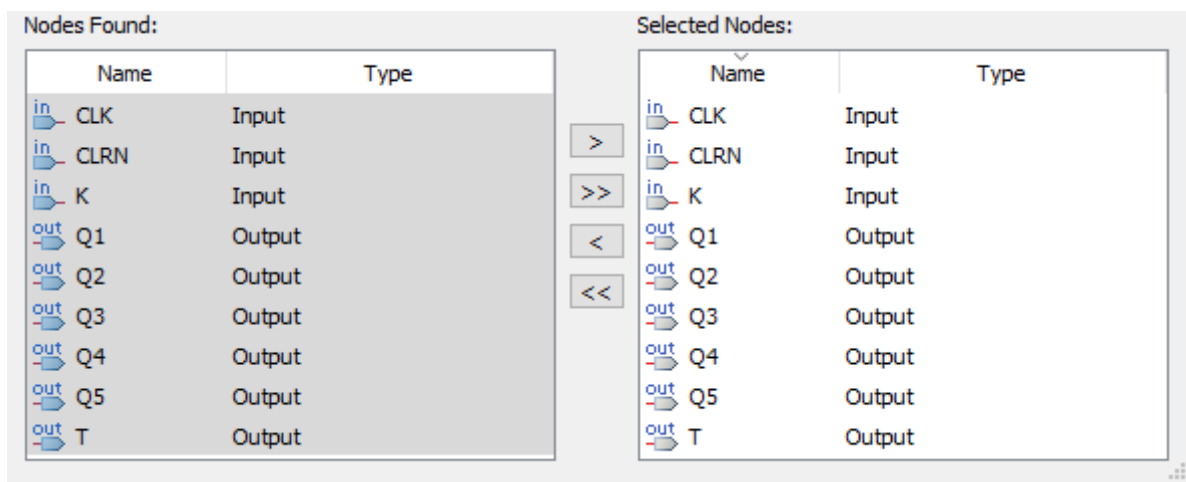 Nodes Found: Selected Nodes:
Name Type Name Type
in CLK Input in CLK Input
in CLRN Input > in CLRN Input
in K Input >> in K Input
out Q1 Output < out Q1 Output
out Q2 Output << out Q2 Output
out Q3 Output out Q3 Output
out Q4 Output out Q4 Output
out Q5 Output out Q5 Output
out T Output out T Output